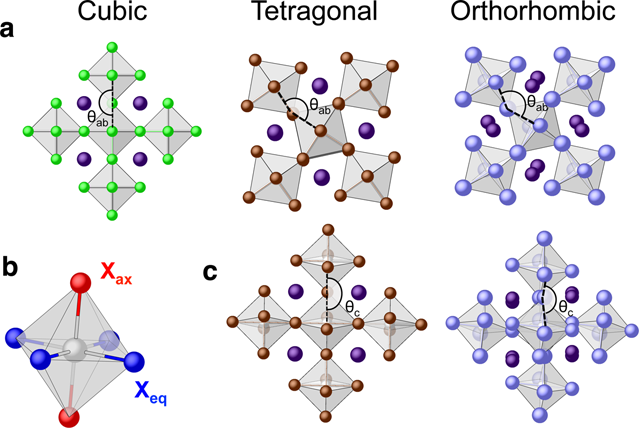 Cubic Tetragonal Orthorhombic
a
θab θab θab
b c
Xax
θc θc
Xeq